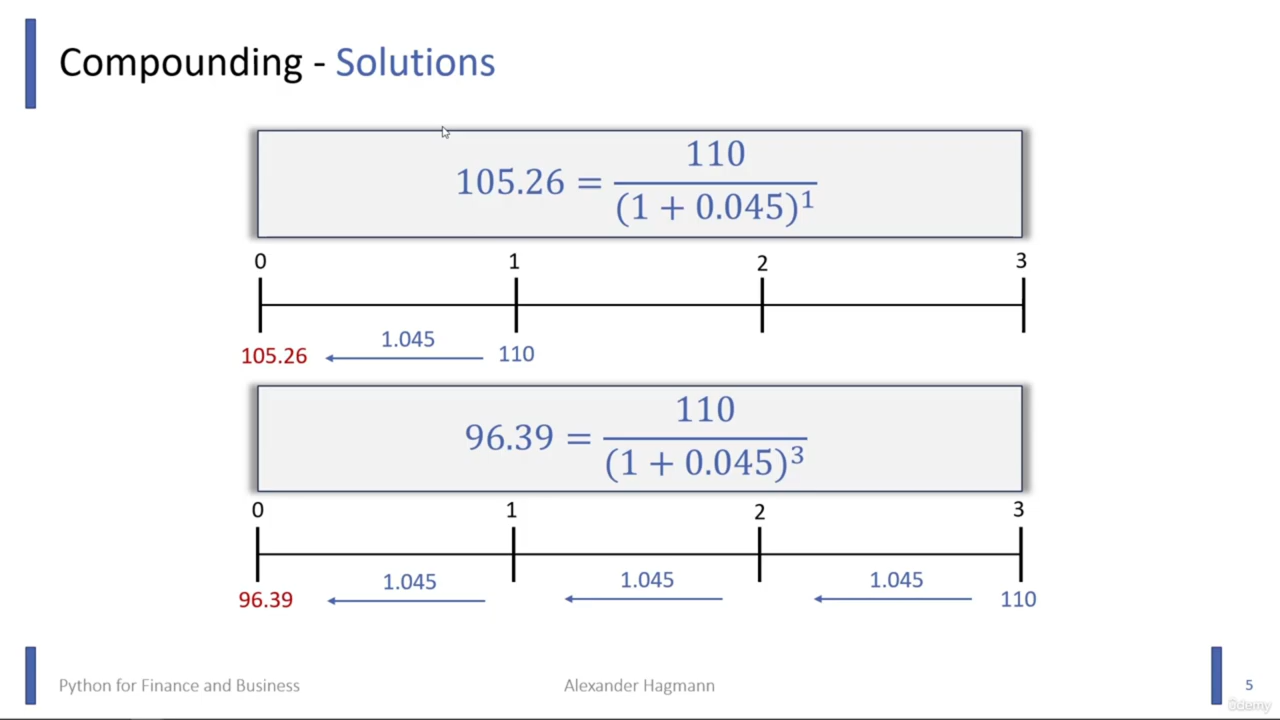 Compounding - Solutions
105.26 = 110 / (1 + 0.045)^1
0 1 2 3
1.045
105.26 110
96.39 = 110 / (1 + 0.045)^3
0 1 2 3
1.045 1.045 1.045
96.39 110
Python for Finance and Business Alexander Hagmann 5
ûdemy